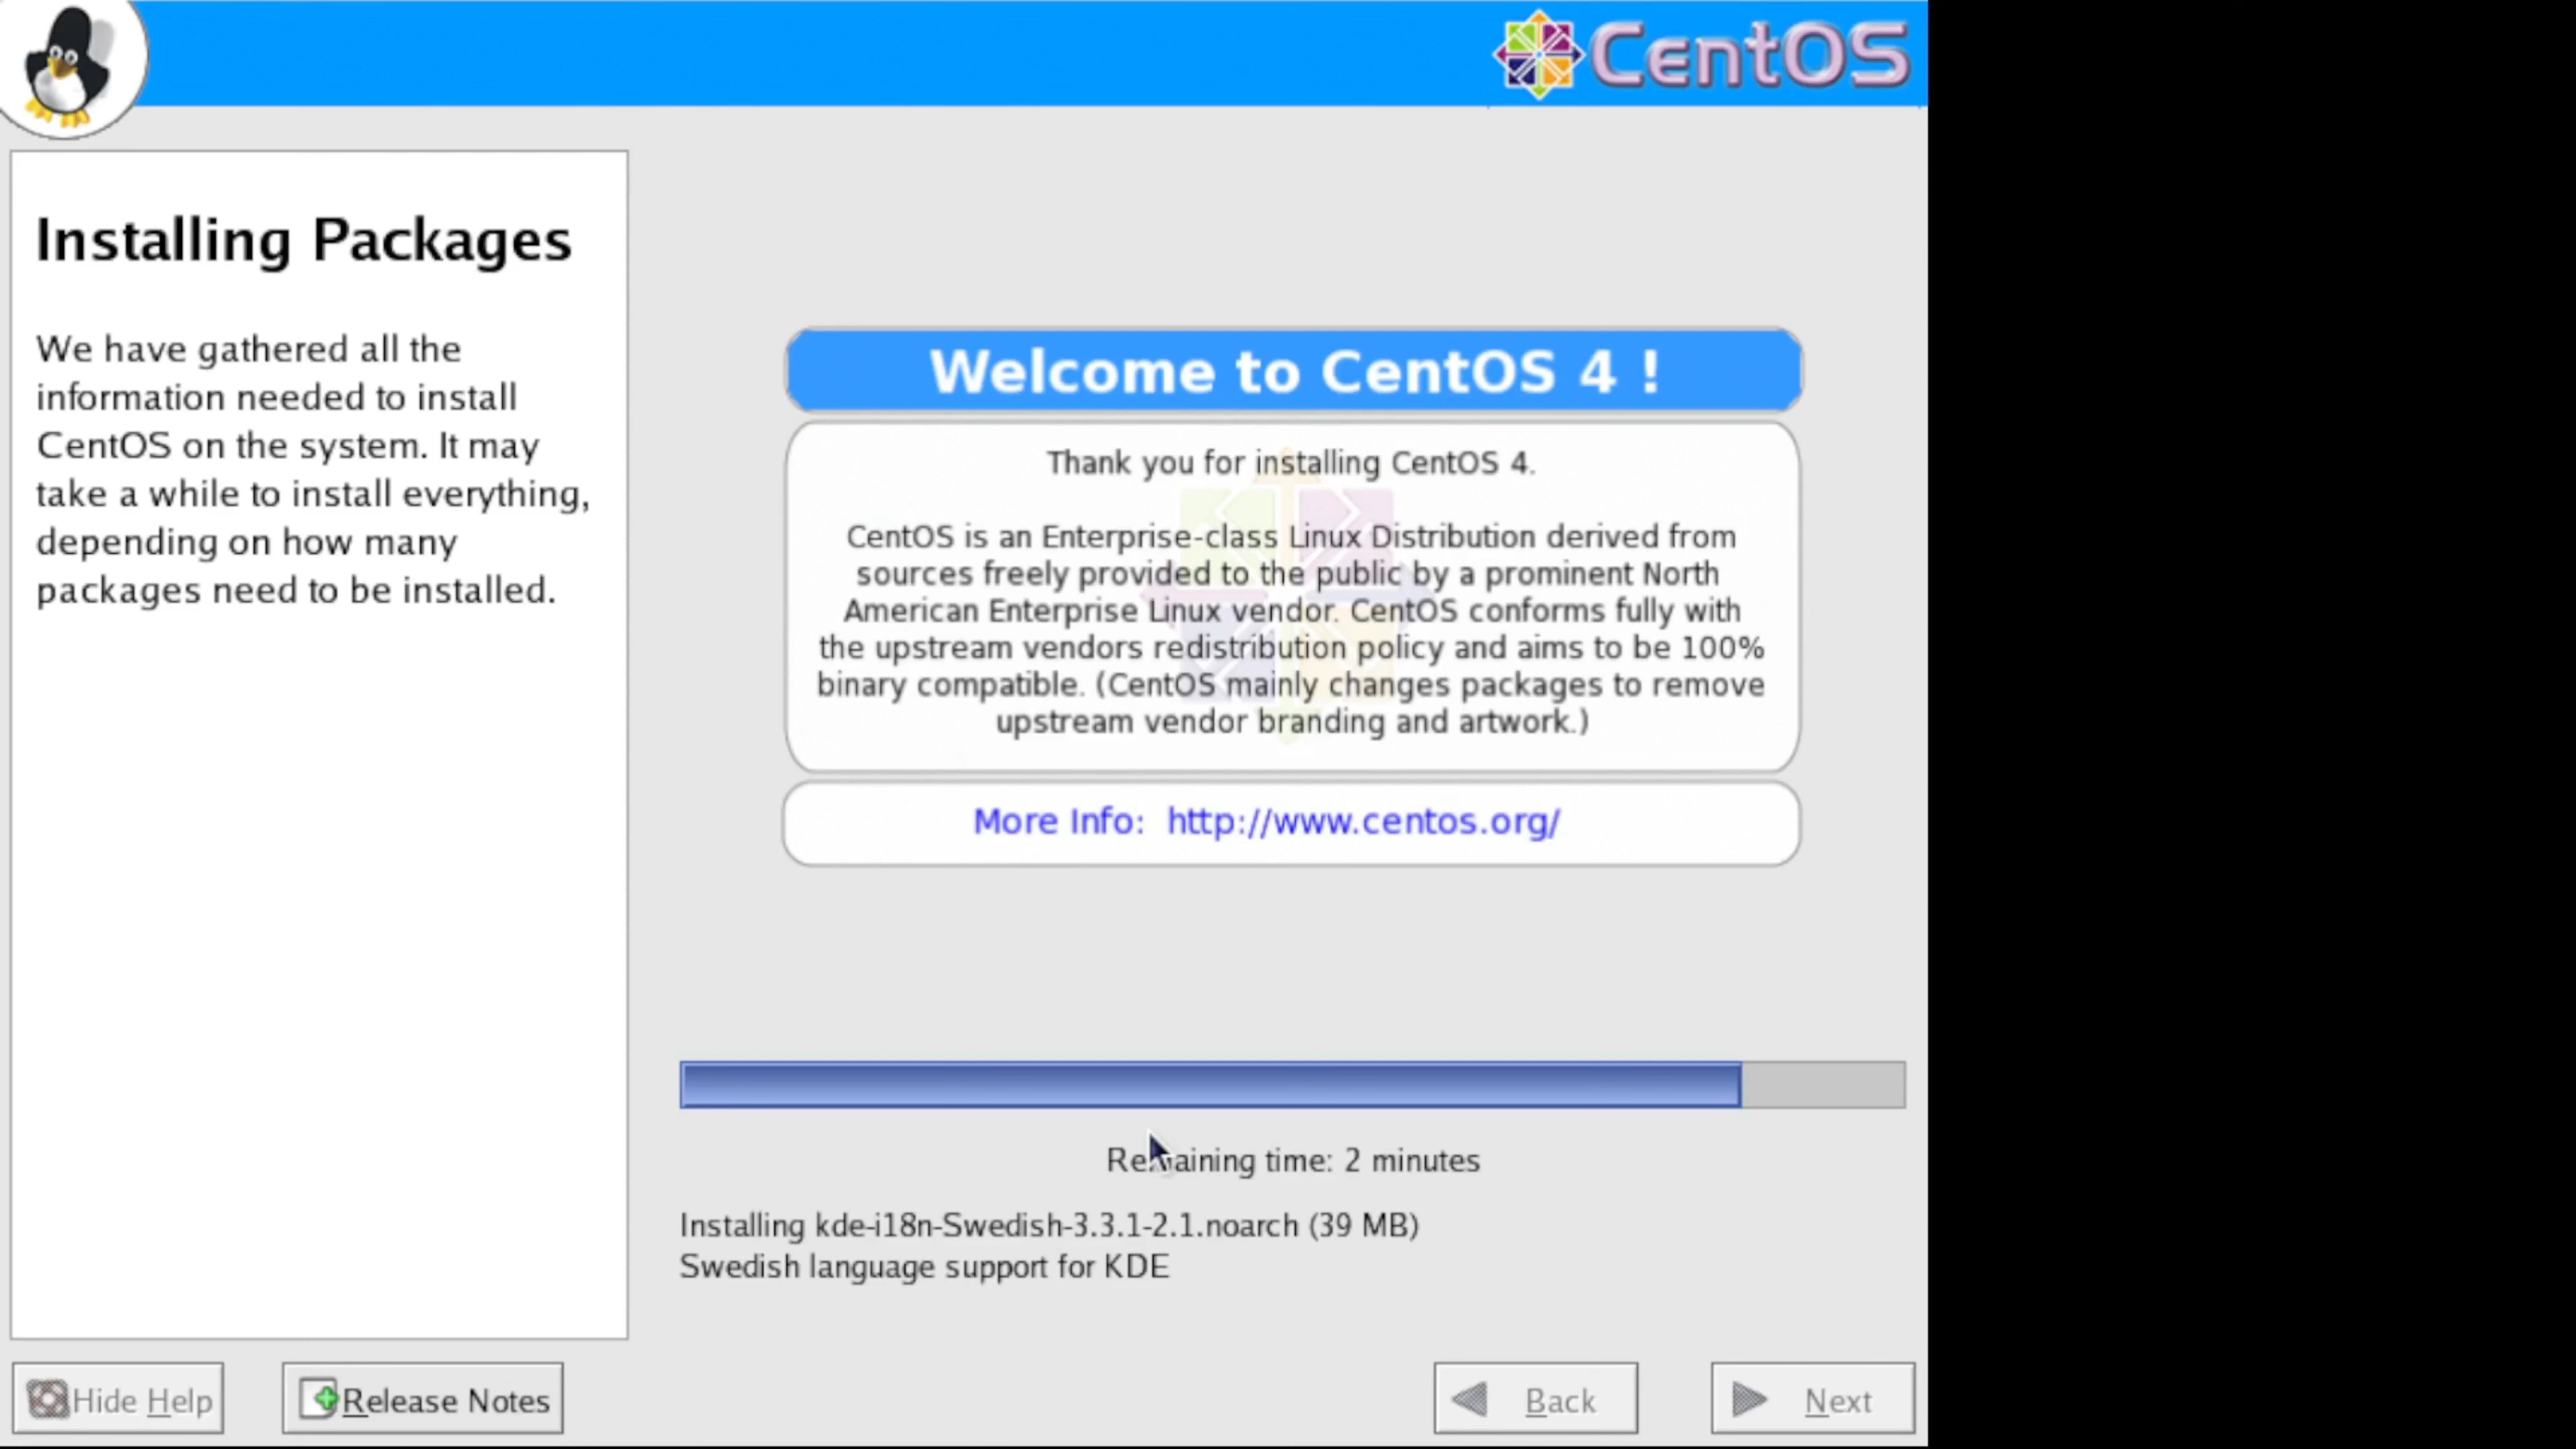 CentOS
Installing Packages
We have gathered all the
information needed to install
CentOS on the system. It may
take a while to install everything,
depending on how many
packages need to be installed.
Welcome to CentOS 4 !
Thank you for installing CentOS 4.
CentOS is an Enterprise-class Linux Distribution derived from
sources freely provided to the public by a prominent North
American Enterprise Linux vendor. CentOS conforms fully with
the upstream vendors redistribution policy and aims to be 100%
binary compatible. (CentOS mainly changes packages to remove
upstream vendor branding and artwork.)
More Info:  http://www.centos.org/
Remaining time: 2 minutes
Installing kde-i18n-Swedish-3.3.1-2.1.noarch (39 MB)
Swedish language support for KDE
Hide Help
Release Notes
Back
Next